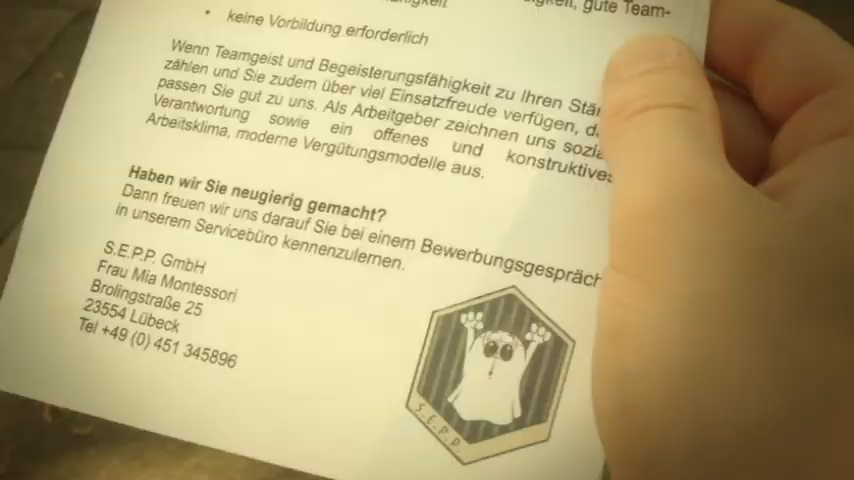 gute Team-
• keine Vorbildung erforderlich
Wenn Teamgeist und Begeisterungsfähigkeit zu Ihren
zählen und Sie zudem über viel Einsatzfreude verfügen,
passen Sie gut zu uns. Als Arbeitgeber zeichnen uns
Verantwortung sowie ein offenes und konstruktives
Arbeitsklima, moderne Vergütungsmodelle aus.
Haben wir Sie neugierig gemacht?
Dann freuen wir uns darauf Sie bei einem Bewerbungsgespräch
in unserem Servicebüro kennenzulernen.
S.E.P.P. GmbH
Frau Mia Montessori
Brolingstraße 25
23554 Lübeck
Tel +49 (0) 451 345896
S.E.P.P.